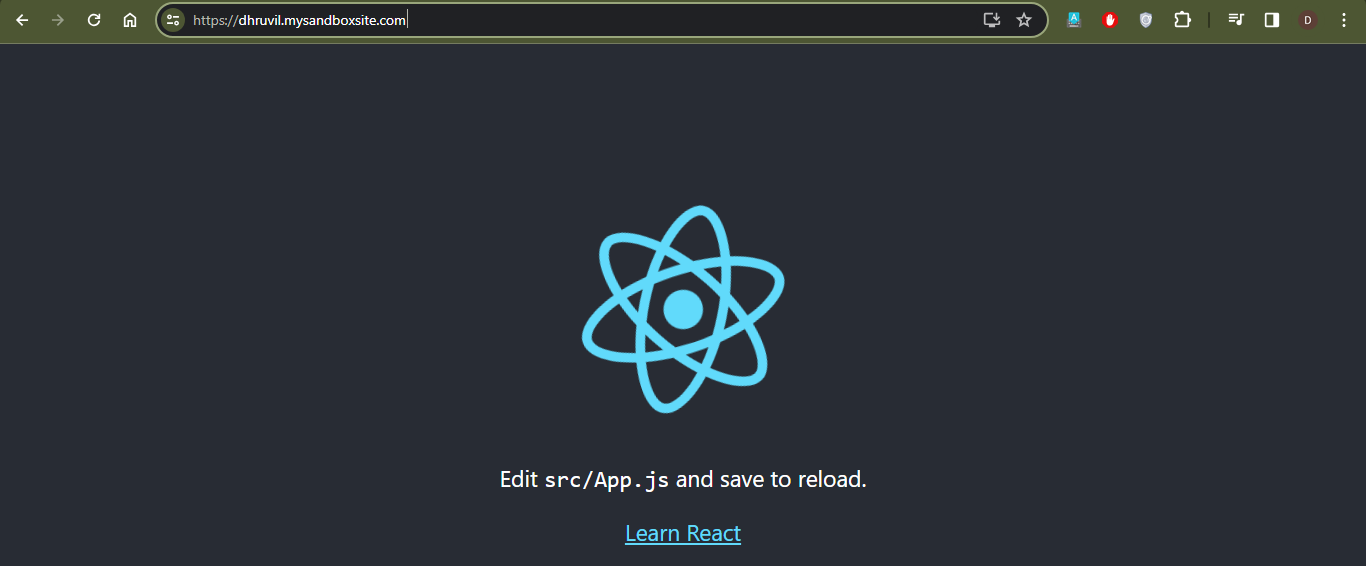 https://dhruvil.mysandboxsite.com
D
Edit src/App.js and save to reload.
Learn React